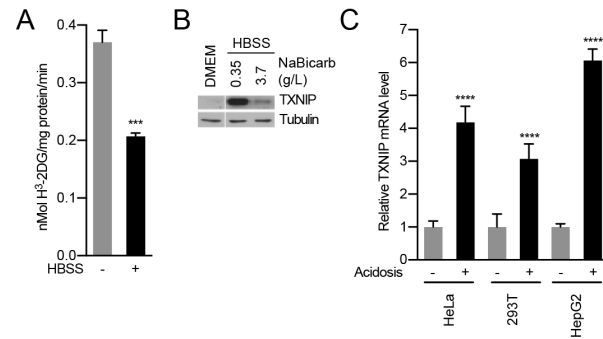 A
nMol H³-2DG/mg protein/min
0.4
0.3
0.2
0.1
0.0
***
HBSS - +
B
HBSS
DMEM 0.35 3.7 NaBicarb
(g/L)
TXNIP
Tubulin
C
Relative TXNIP mRNA level
7
6
5
4
3
2
1
0
**** **** ****
Acidosis - + - + - +
HeLa 293T HepG2